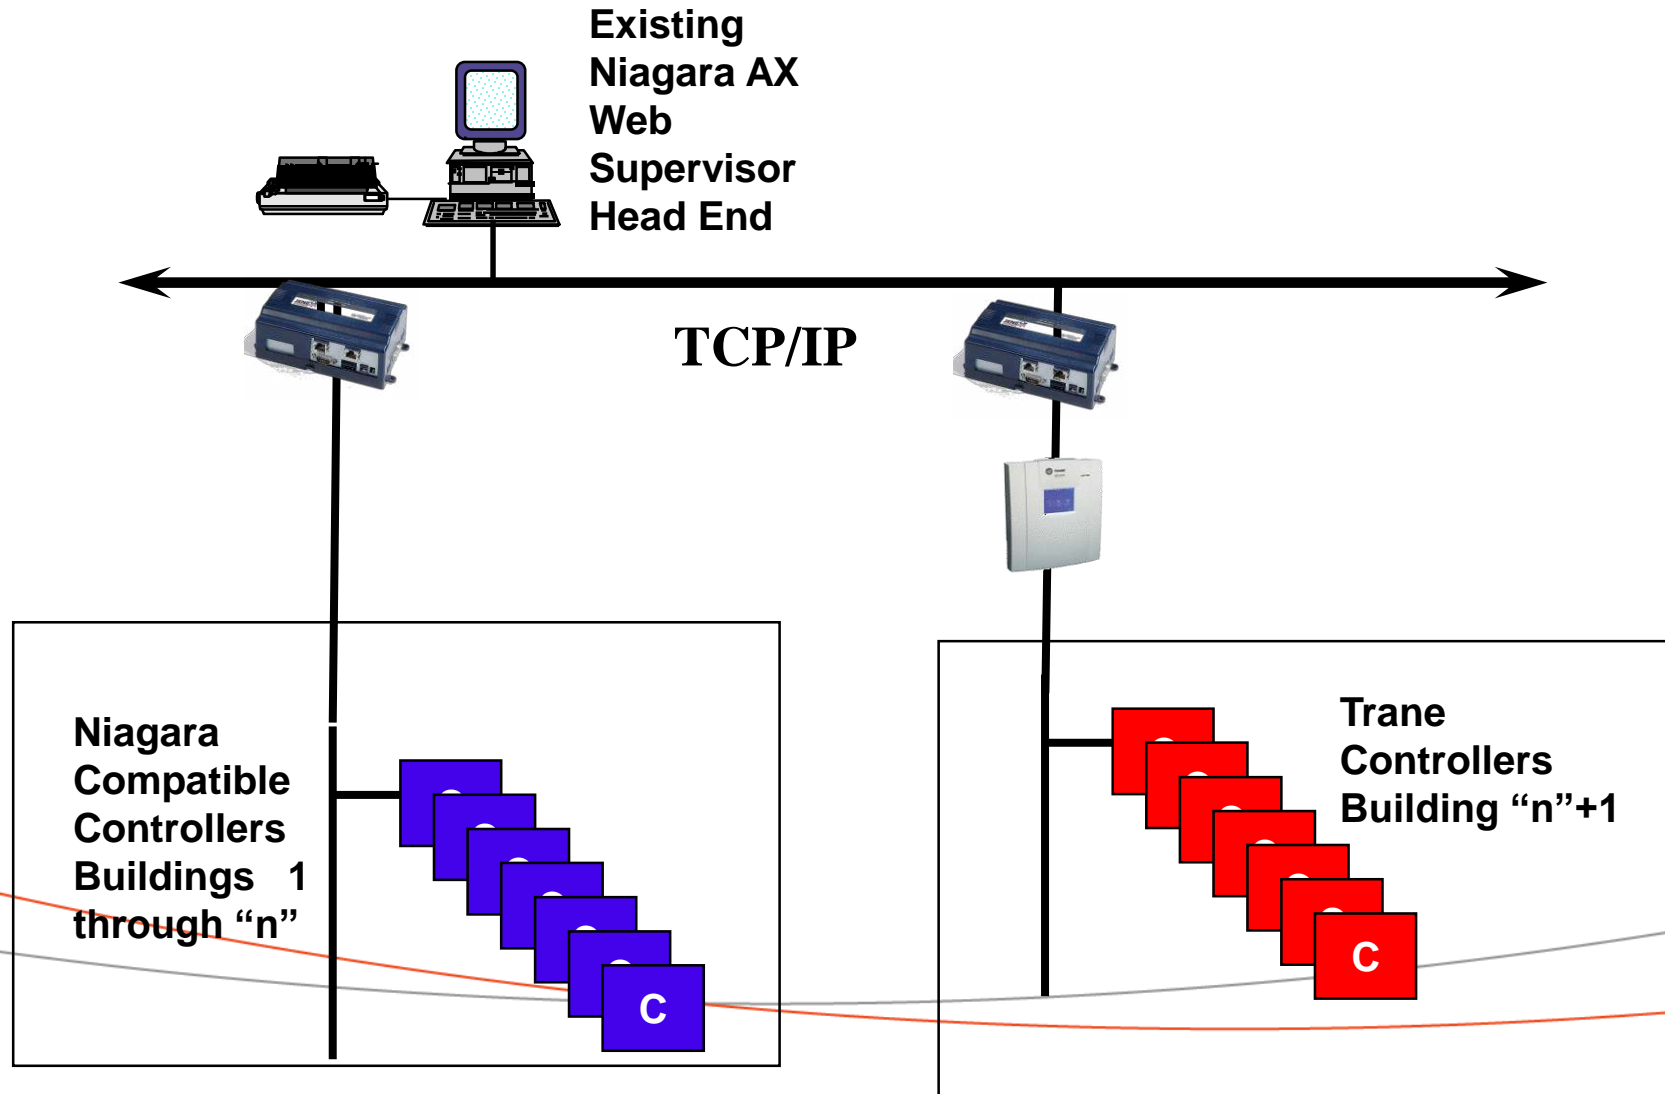 Existing
Niagara AX
Web
Supervisor
Head End
TCP/IP
Niagara
Compatible
Controllers
Buildings 1
through “n”
C
Trane
Controllers
Building “n”+1
C